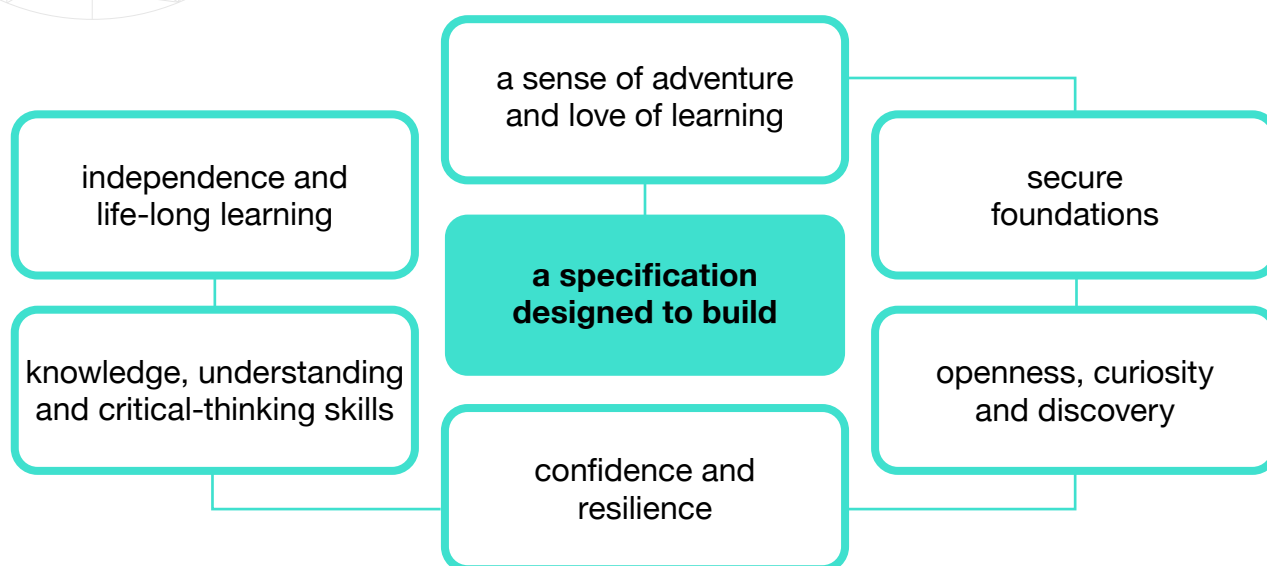 a sense of adventure
and love of learning
independence and
life-long learning
secure
foundations
a specification
designed to build
knowledge, understanding
and critical-thinking skills
openness, curiosity
and discovery
confidence and
resilience